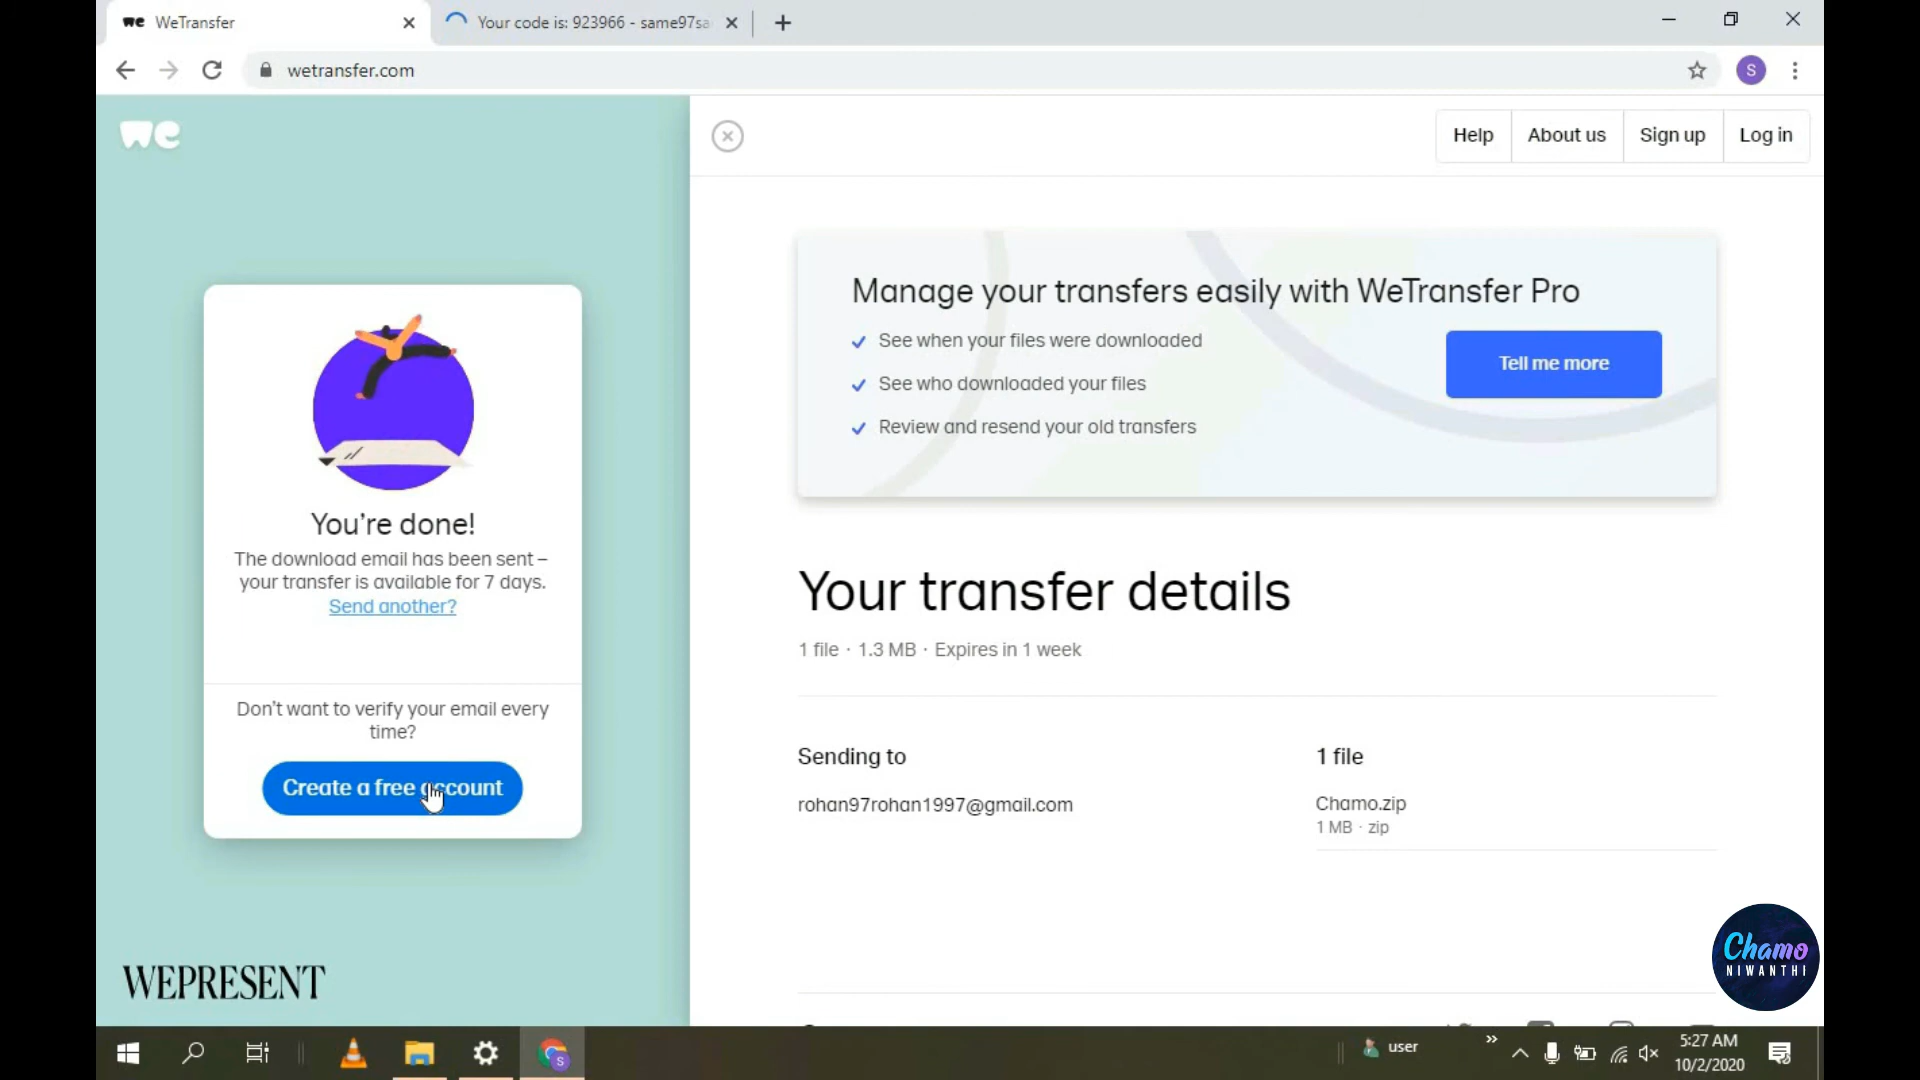 WeTransfer
Your code is: 923966 - same97sa
wetransfer.com
we
Help
About us
Sign up
Log in
Manage your transfers easily with WeTransfer Pro
See when your files were downloaded
See who downloaded your files
Review and resend your old transfers
Tell me more
You're done!
The download email has been sent –
your transfer is available for 7 days.
Send another?
Don't want to verify your email every
time?
Create a free account
Your transfer details
1 file · 1.3 MB · Expires in 1 week
Sending to
rohan97rohan1997@gmail.com
1 file
Chamo.zip
1 MB · zip
WEPRESENT
Chamo
NIWANTHI
user
5:27 AM
10/2/2020